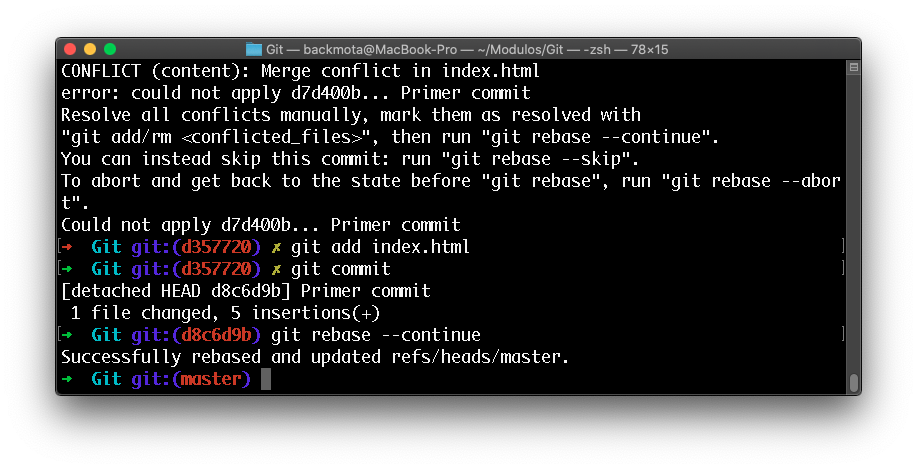 Git — backmota@MacBook-Pro — ~/Modulos/Git — -zsh — 78×15
CONFLICT (content): Merge conflict in index.html
error: could not apply d7d400b... Primer commit
Resolve all conflicts manually, mark them as resolved with
"git add/rm <conflicted_files>", then run "git rebase --continue".
You can instead skip this commit: run "git rebase --skip".
To abort and get back to the state before "git rebase", run "git rebase --abor
t".
Could not apply d7d400b... Primer commit
[➜  Git git:(d357720) ✗ git add index.html ]
[➜  Git git:(d357720) ✗ git commit ]
[detached HEAD d8c6d9b] Primer commit
 1 file changed, 5 insertions(+)
[➜  Git git:(d8c6d9b) git rebase --continue ]
Successfully rebased and updated refs/heads/master.
➜  Git git:(master)